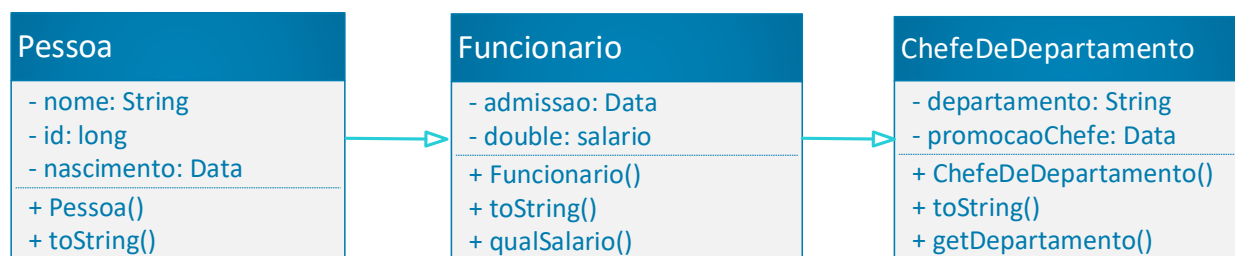 Pessoa
- nome: String
- id: long
- nascimento: Data
+ Pessoa()
+ toString()
Funcionario
- admissao: Data
- double: salario
+ Funcionario()
+ toString()
+ qualSalario()
ChefeDeDepartamento
- departamento: String
- promocaoChefe: Data
+ ChefeDeDepartamento()
+ toString()
+ getDepartamento()